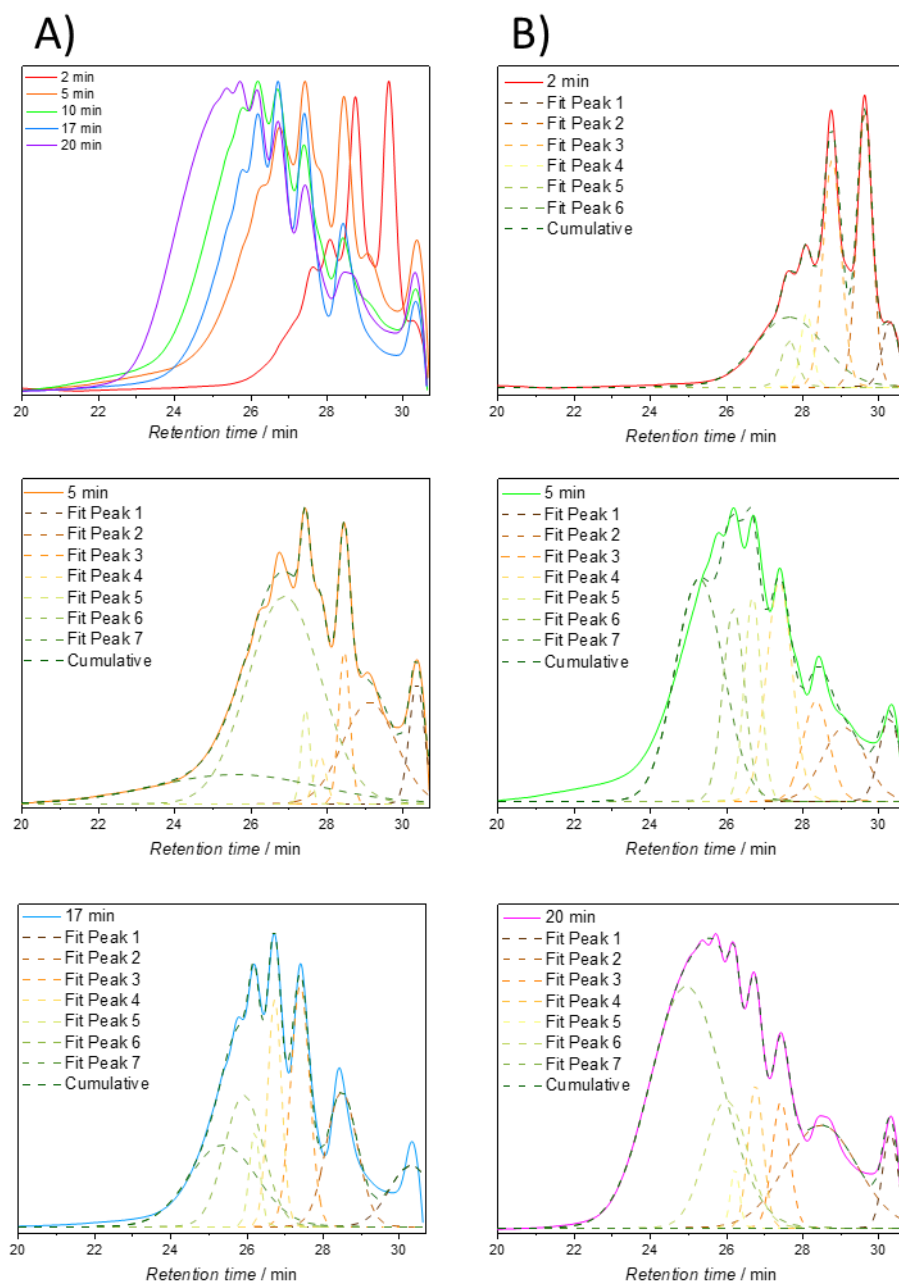 A)
B)
2 min
5 min
10 min
17 min
20 min
20 22 24 26 28 30
Retention time / min
2 min
Fit Peak 1
Fit Peak 2
Fit Peak 3
Fit Peak 4
Fit Peak 5
Fit Peak 6
Cumulative
20 25 30
Retention time / min
5 min
Fit Peak 1
Fit Peak 2
Fit Peak 3
Fit Peak 4
Fit Peak 5
Fit Peak 6
Fit Peak 7
Cumulative
20 22 24 26 28 30
Retention time / min
5 min
Fit Peak 1
Fit Peak 2
Fit Peak 3
Fit Peak 4
Fit Peak 5
Fit Peak 6
Fit Peak 7
Cumulative
20 22 24 26 28 30
Retention time / min
17 min
Fit Peak 1
Fit Peak 2
Fit Peak 3
Fit Peak 4
Fit Peak 5
Fit Peak 6
Fit Peak 7
Cumulative
20 22 24 26 28 30
Retention time / min
20 min
Fit Peak 1
Fit Peak 2
Fit Peak 3
Fit Peak 4
Fit Peak 5
Fit Peak 6
Fit Peak 7
Cumulative
20 22 24 26 28 30
Retention time / min